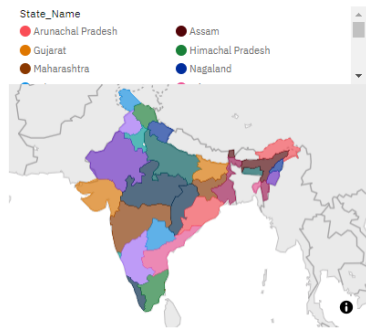 State_Name
Arunachal Pradesh Assam
Gujarat Himachal Pradesh
Maharashtra Nagaland
i